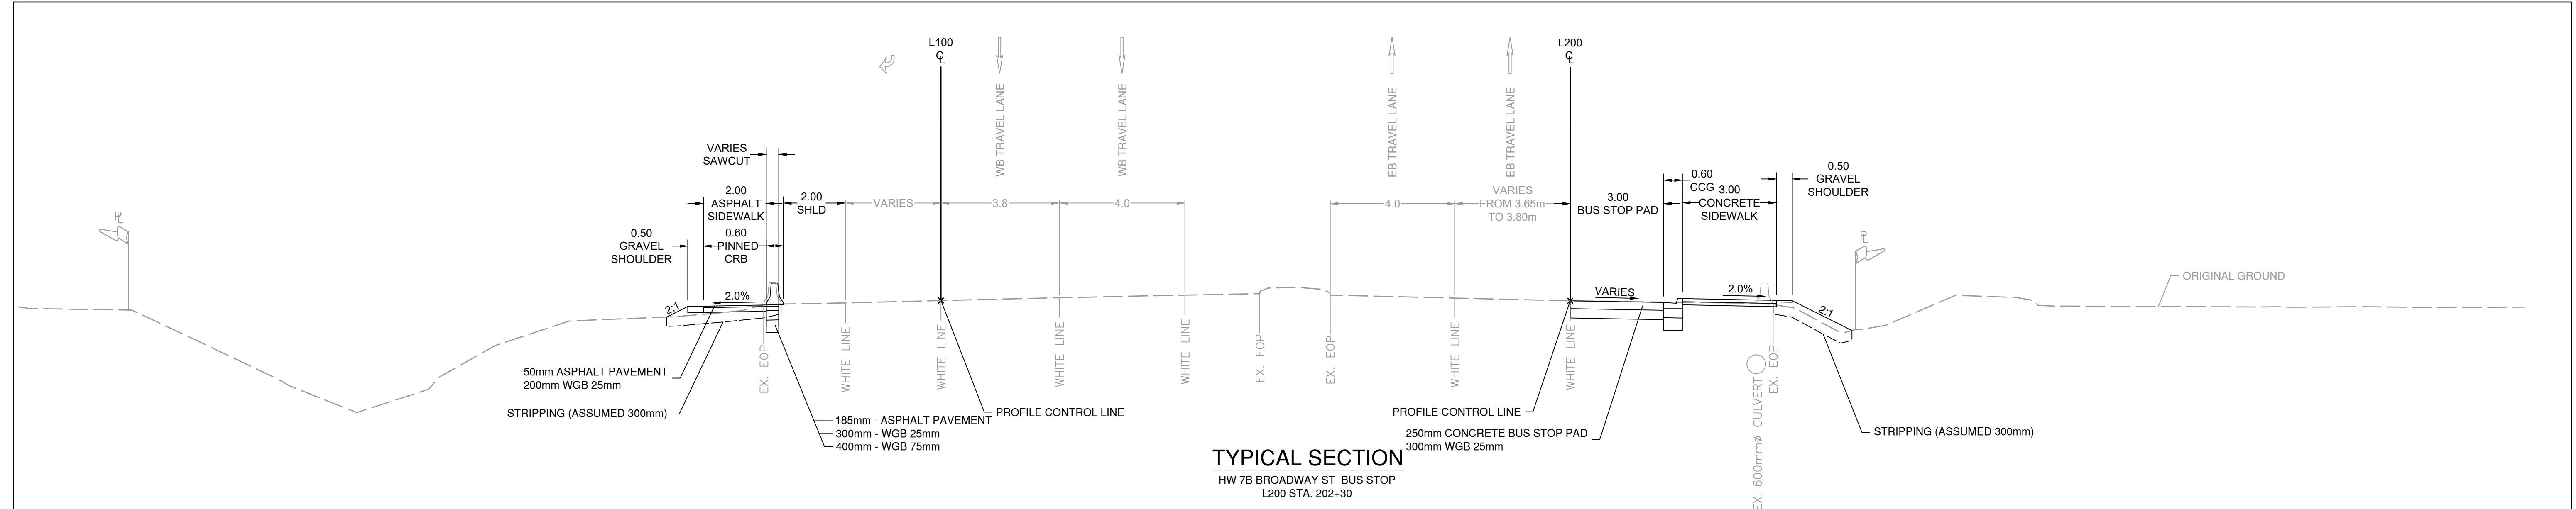 L100
C̲L
L200
C̲L
WB TRAVEL LANE
WB TRAVEL LANE
EB TRAVEL LANE
EB TRAVEL LANE
VARIES
SAWCUT
2.00
ASPHALT
SIDEWALK
2.00
SHLD
VARIES
3.8
4.0
4.0
VARIES
FROM 3.65m
TO 3.80m
3.00
BUS STOP PAD
0.60
CCG
3.00
CONCRETE
SIDEWALK
0.50
GRAVEL
SHOULDER
PL
0.50
GRAVEL
SHOULDER
0.60
PINNED
CRB
PL
ORIGINAL GROUND
2:1
2.0%
VARIES
2.0%
2:1
EX. EOP
WHITE LINE
WHITE LINE
WHITE LINE
WHITE LINE
EX. EOP
EX. EOP
WHITE LINE
WHITE LINE
EX. 600mmø CULVERT
EX. EOP
50mm ASPHALT PAVEMENT
200mm WGB 25mm
STRIPPING (ASSUMED 300mm)
185mm - ASPHALT PAVEMENT
300mm - WGB 25mm
400mm - WGB 75mm
PROFILE CONTROL LINE
PROFILE CONTROL LINE
250mm CONCRETE BUS STOP PAD
300mm WGB 25mm
STRIPPING (ASSUMED 300mm)
TYPICAL SECTION
HW 7B BROADWAY ST BUS STOP
L200 STA. 202+30